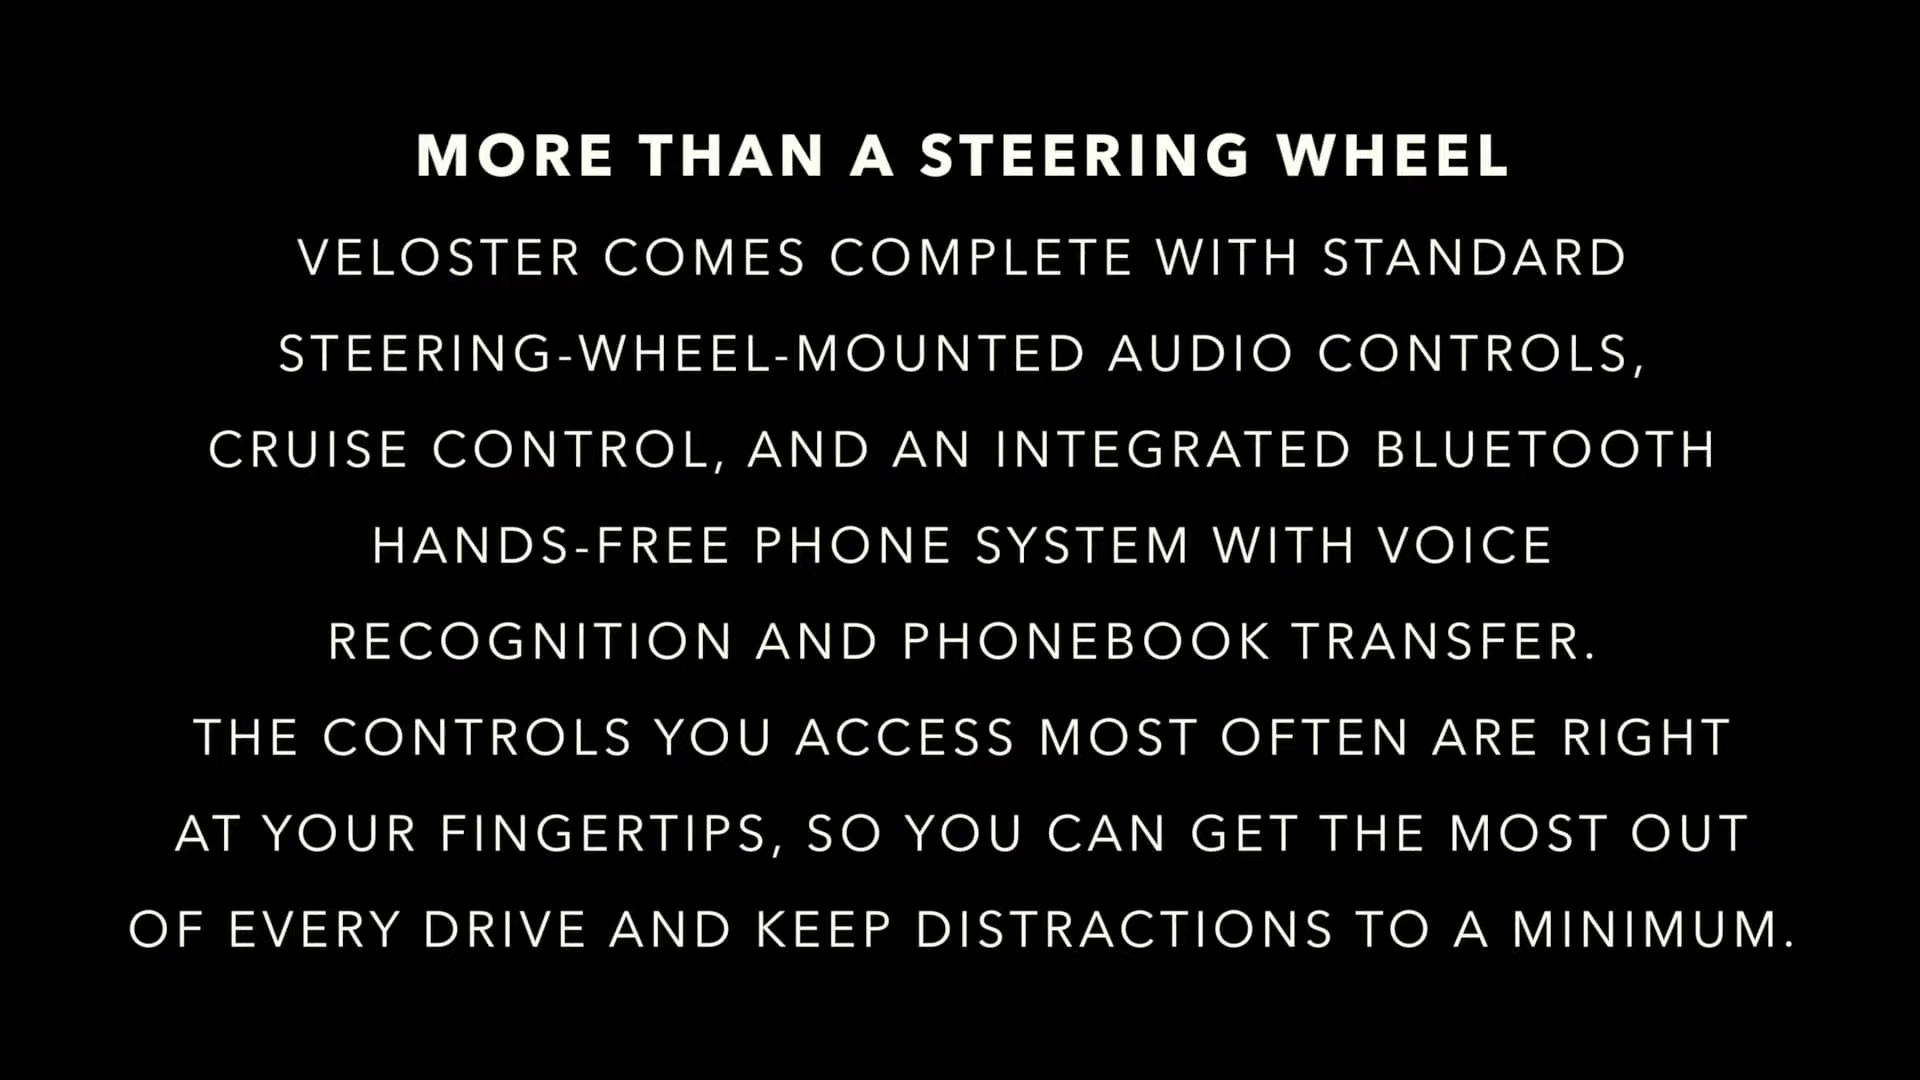 MORE THAN A STEERING WHEEL
VELOSTER COMES COMPLETE WITH STANDARD
STEERING-WHEEL-MOUNTED AUDIO CONTROLS,
CRUISE CONTROL, AND AN INTEGRATED BLUETOOTH
HANDS-FREE PHONE SYSTEM WITH VOICE
RECOGNITION AND PHONEBOOK TRANSFER.
THE CONTROLS YOU ACCESS MOST OFTEN ARE RIGHT
AT YOUR FINGERTIPS, SO YOU CAN GET THE MOST OUT
OF EVERY DRIVE AND KEEP DISTRACTIONS TO A MINIMUM.